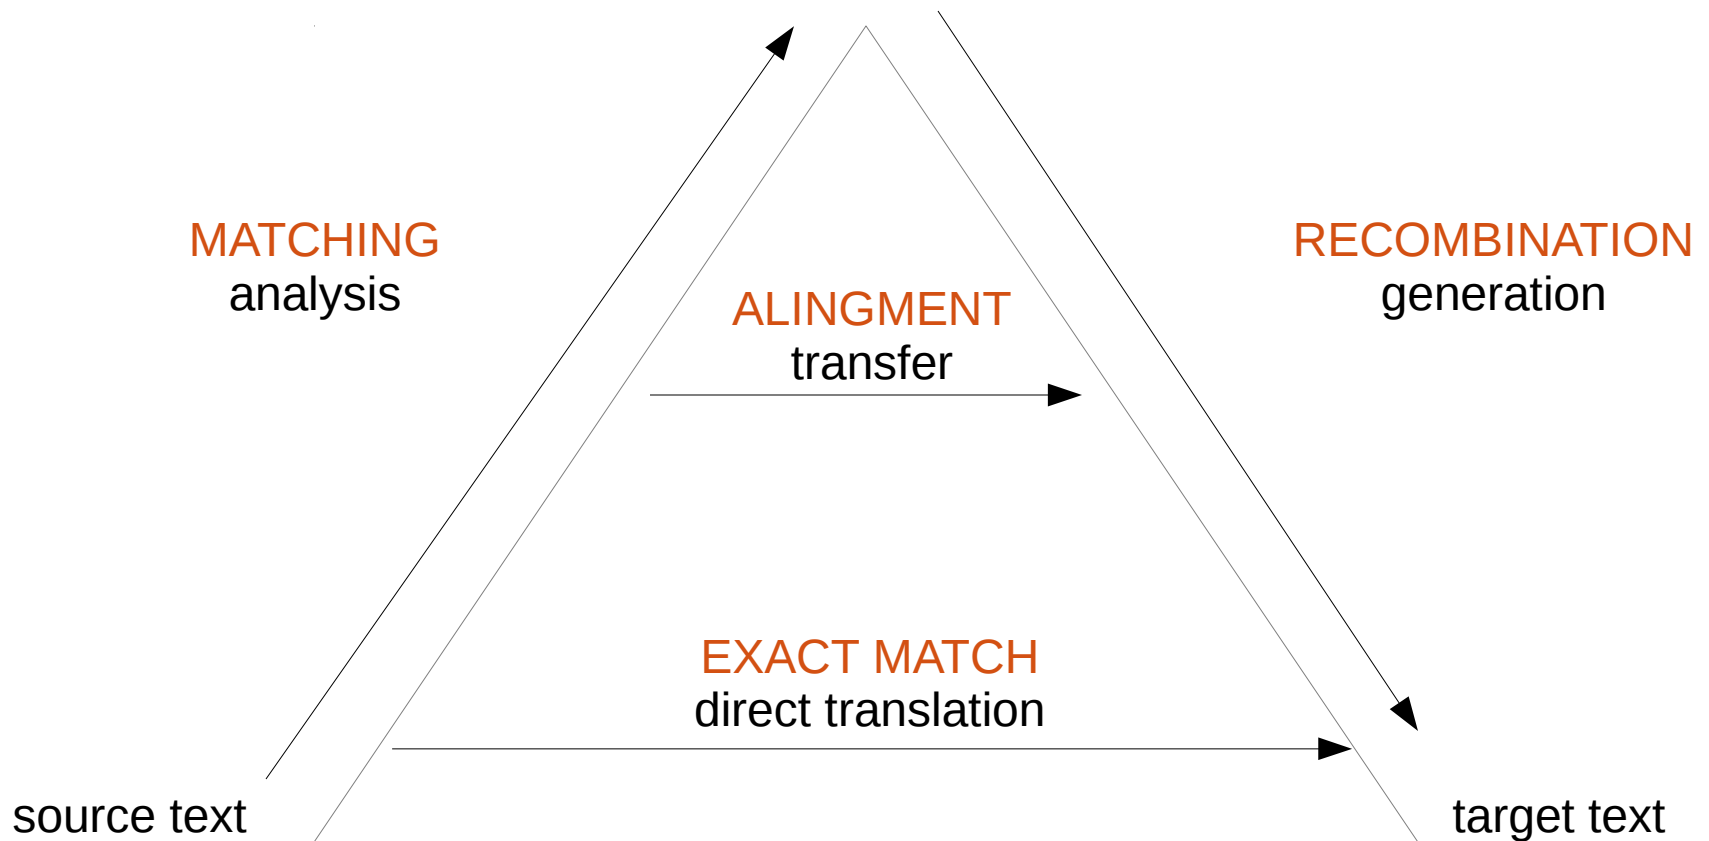 MATCHING
analysis
RECOMBINATION
generation
ALINGMENT
transfer
EXACT MATCH
direct translation
source text
target text